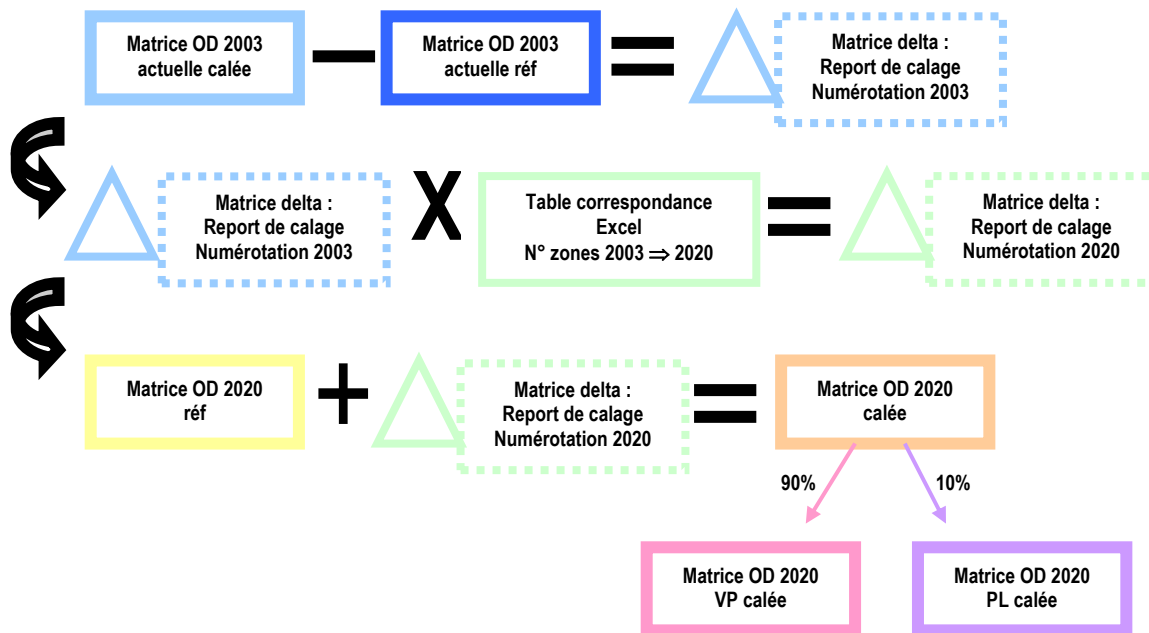 Matrice OD 2003
actuelle calée
Matrice OD 2003
actuelle réf
Matrice delta :
Report de calage
Numérotation 2003
Matrice delta :
Report de calage
Numérotation 2003
X
Table correspondance
Excel
N° zones 2003 ⇒ 2020
Matrice delta :
Report de calage
Numérotation 2020
Matrice OD 2020
réf
+
Matrice delta :
Report de calage
Numérotation 2020
Matrice OD 2020
calée
90%
10%
Matrice OD 2020
VP calée
Matrice OD 2020
PL calée